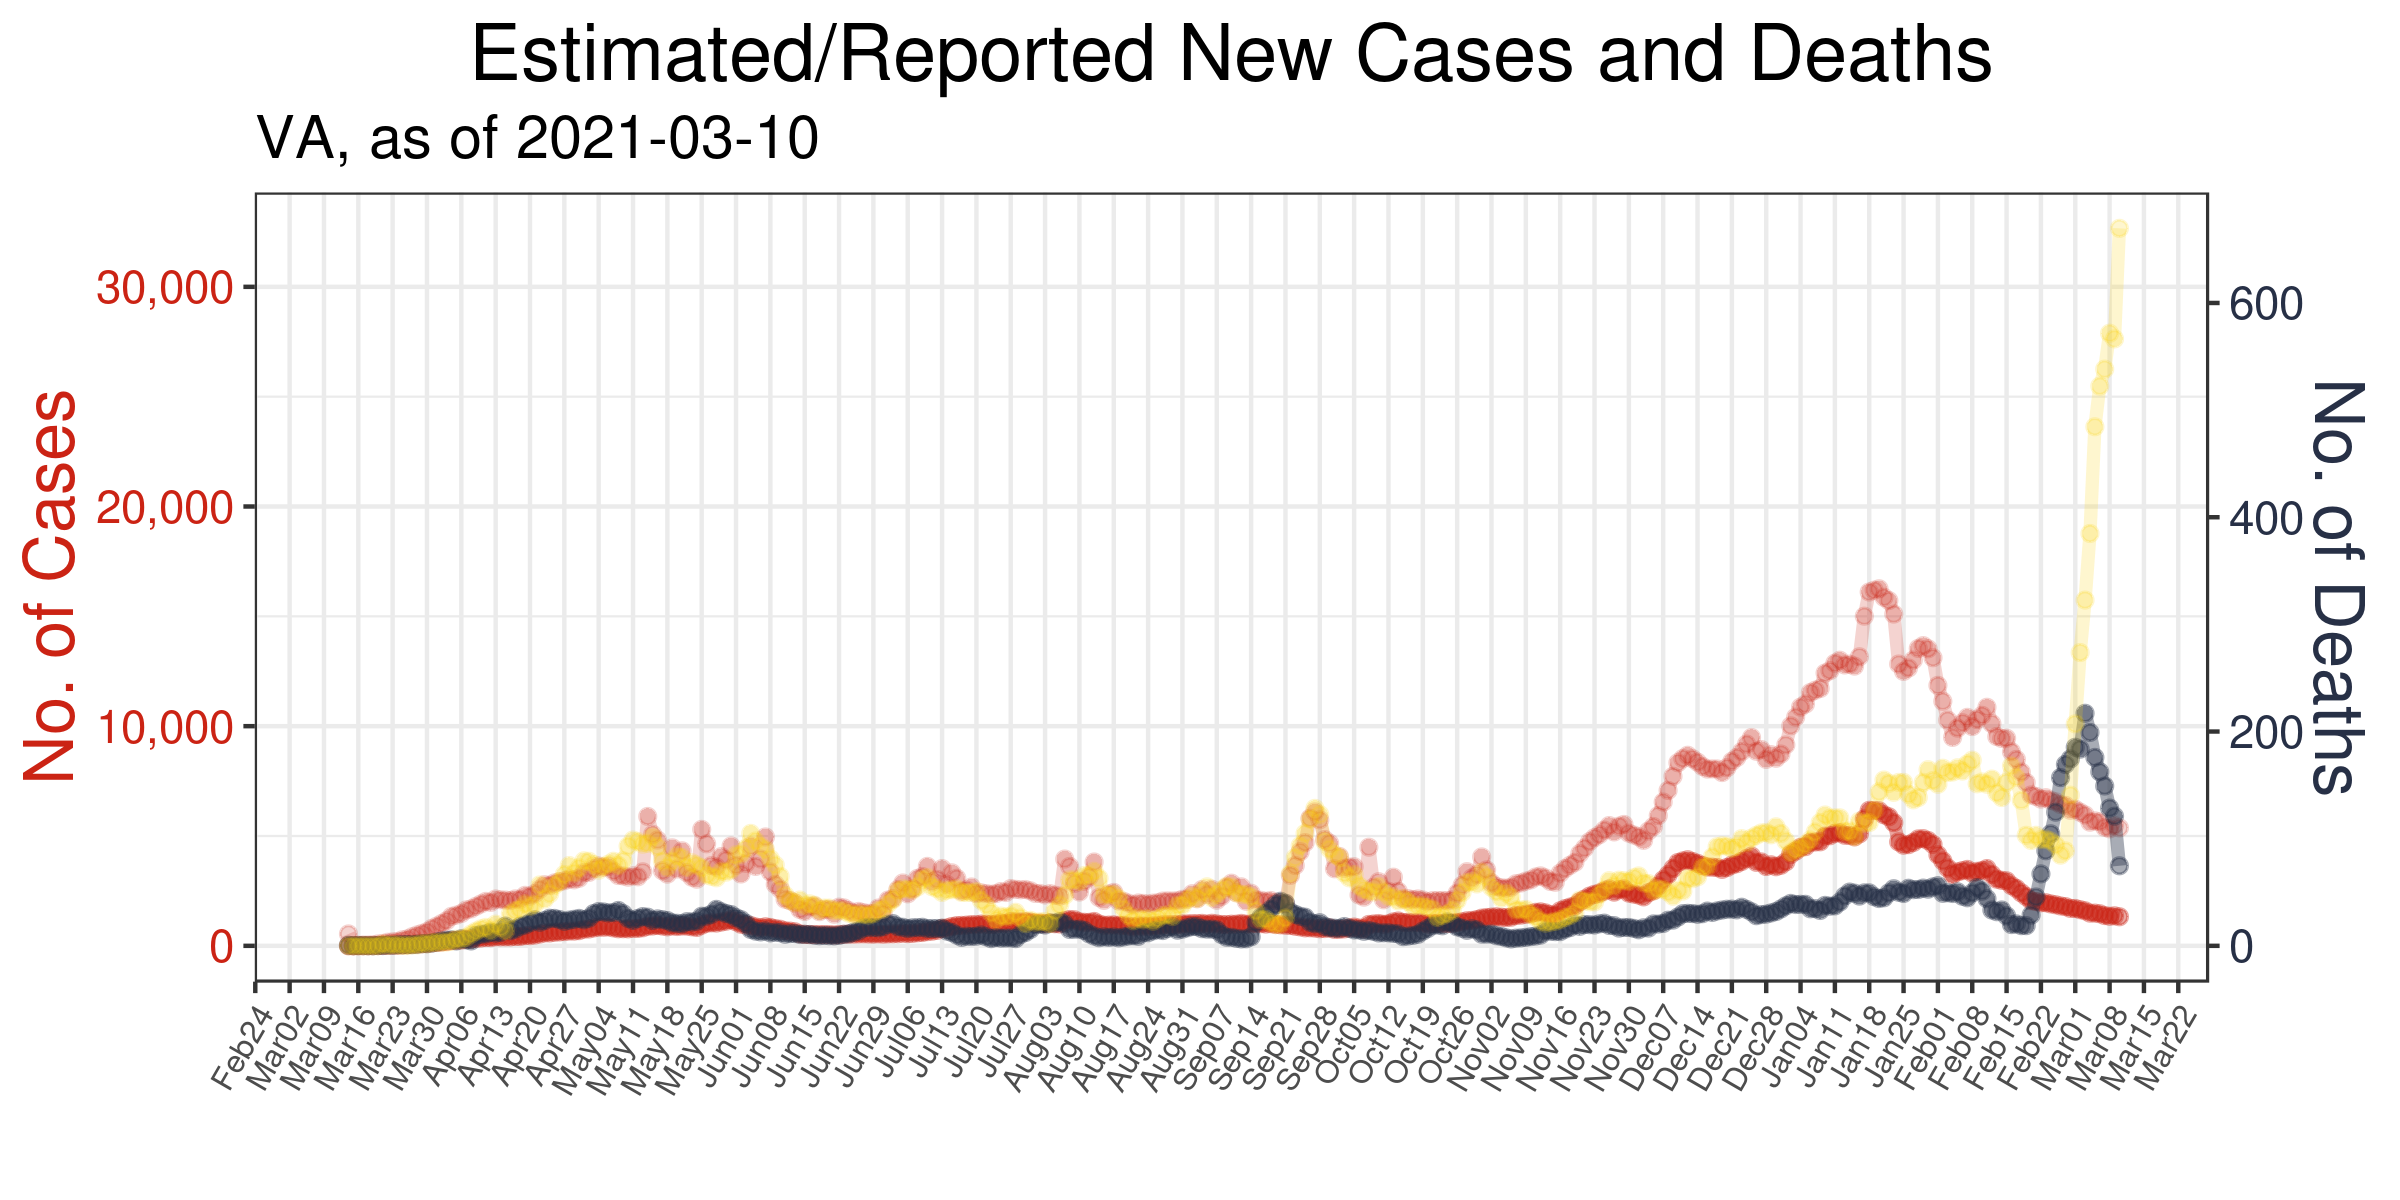 Estimated/Reported New Cases and Deaths
VA, as of 2021-03-10
No. of Cases
30,000
20,000
10,000
0
600
400
200
0
No. of Deaths
Feb24
Mar02
Mar09
Mar16
Mar23
Mar30
Apr06
Apr13
Apr20
Apr27
May04
May11
May18
May25
Jun01
Jun08
Jun15
Jun22
Jun29
Jul06
Jul13
Jul20
Jul27
Aug03
Aug10
Aug17
Aug24
Aug31
Sep07
Sep14
Sep21
Sep28
Oct05
Oct12
Oct19
Oct26
Nov02
Nov09
Nov16
Nov23
Nov30
Dec07
Dec14
Dec21
Dec28
Jan04
Jan11
Jan18
Jan25
Feb01
Feb08
Feb15
Feb22
Mar01
Mar08
Mar15
Mar22